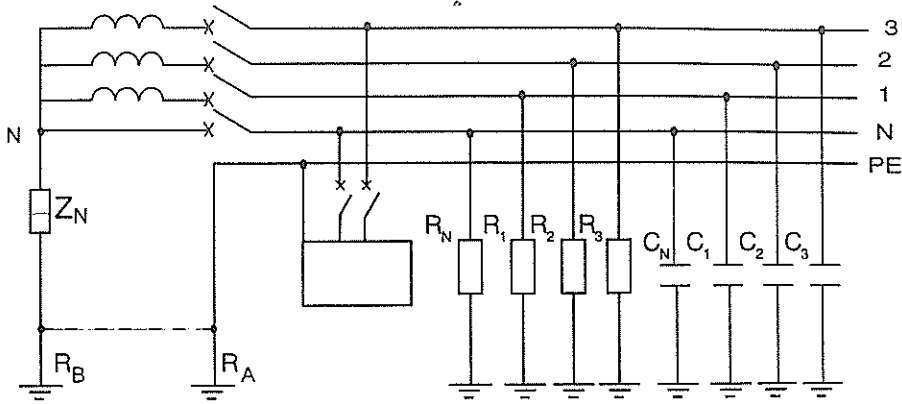 3
2
1
N N
PE
Z_N
R_N R_1 R_2 R_3 C_N C_1 C_2 C_3
R_B R_A